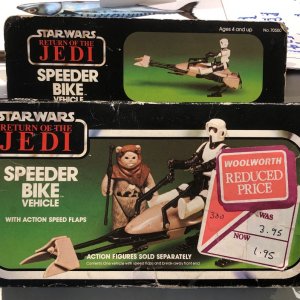 STAR WARS
RETURN OF THE
JEDI
Ages 4 and up
SPEEDER
BIKE
VEHICLE
STAR WARS
RETURN OF THE
JEDI
SPEEDER
BIKE
VEHICLE
WITH ACTION SPEED FLAPS
WOOLWORTH
REDUCED
PRICE
WAS
3.95
NOW
1.95
ACTION FIGURES SOLD SEPARATELY